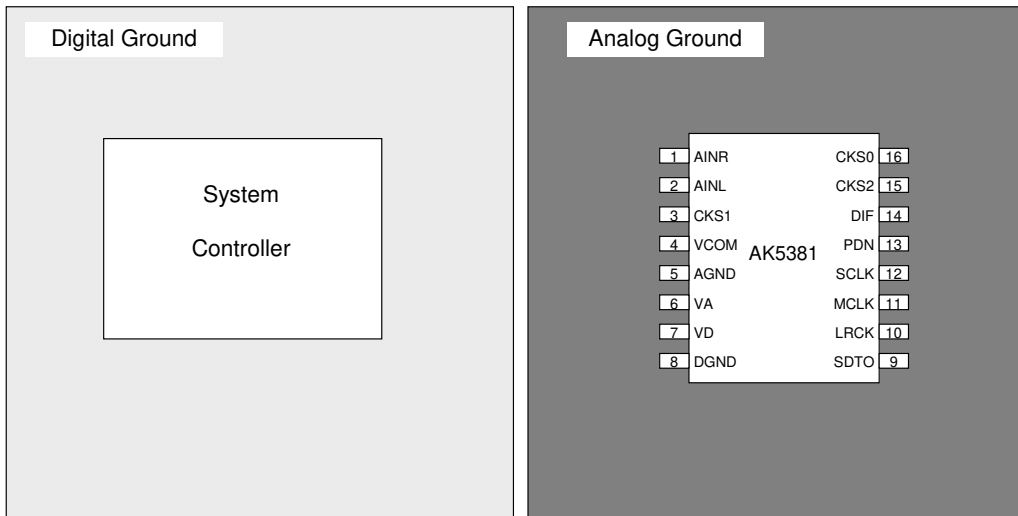 Digital Ground
Analog Ground
System
Controller
1 AINR
2 AINL
3 CKS1
4 VCOM
5 AGND
6 VA
7 VD
8 DGND
AK5381
CKS0 16
CKS2 15
DIF 14
PDN 13
SCLK 12
MCLK 11
LRCK 10
SDTO 9